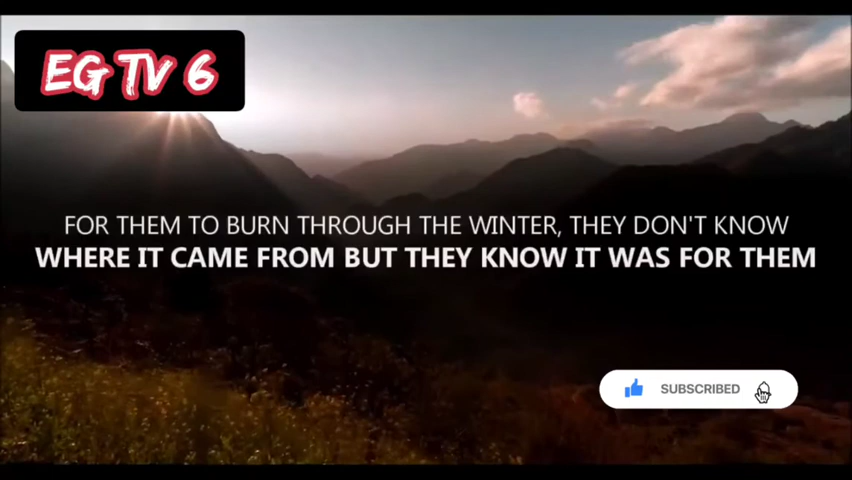 EG TV 6
FOR THEM TO BURN THROUGH THE WINTER, THEY DON'T KNOW
WHERE IT CAME FROM BUT THEY KNOW IT WAS FOR THEM
SUBSCRIBED